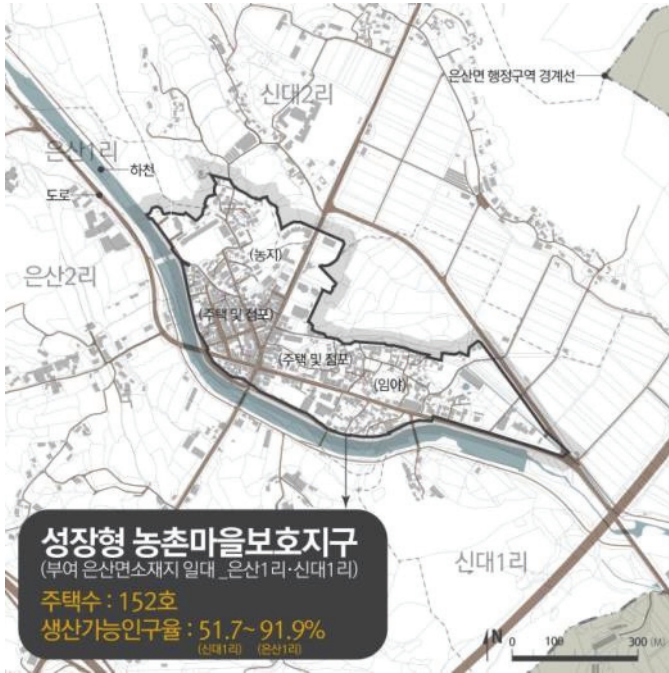 은산면 행정구역 경계선
신대2리
은산1리
하천
도로
은산2리
(농지)
(주택 및 점포)
(주택 및 점포)
(임야)
성장형 농촌마을보호지구
(부여 은산면소재지 일대 _은산1리·신대1리)
주택수 : 152호
생산가능인구율 : 51.7~91.9%
(신대1리) (은산1리)
신대1리
N 0 100 300 (M)